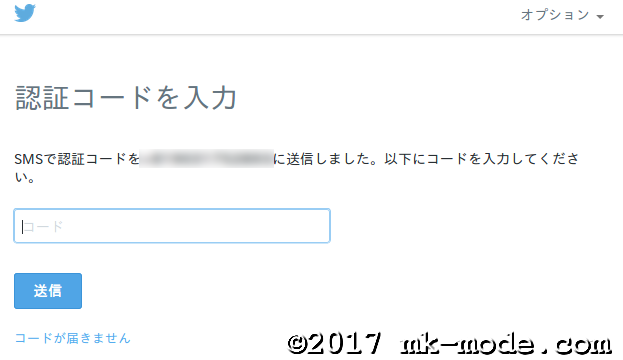 オプション
認証コードを入力
SMSで認証コードを に送信しました。以下にコードを入力してくださ
い。
コード
送信
コードが届きません
©2017 mk-mode.com